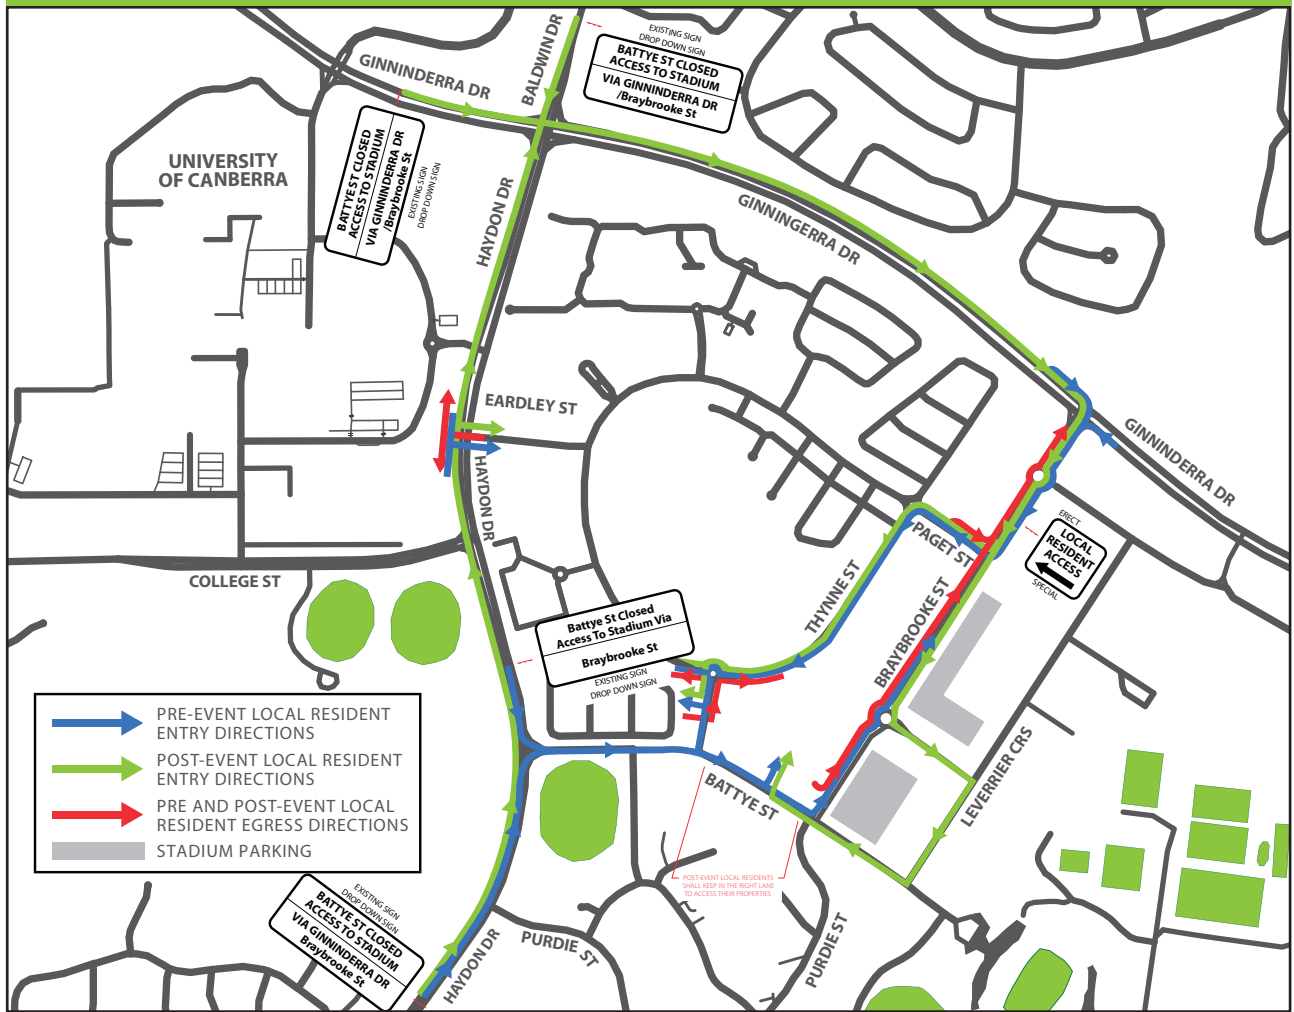 EXISTING SIGN
DROP DOWN SIGN
BATTYE ST CLOSED
ACCESS TO STADIUM
VIA GINNINDERRA DR
/Braybrooke St
GINNINDERRA DR
BALDWIN DR
BATTYE ST CLOSED
ACCESS TO STADIUM
VIA GINNINDERRA DR
/Braybrooke St
EXISTING SIGN
DROP DOWN SIGN
UNIVERSITY
OF CANBERRA
HAYDON DR
GINNINGERRA DR
EARDLEY ST
HAYDON DR
GINNINDERRA DR
ERECT
LOCAL
RESIDENT
ACCESS
SPECIAL
PAGET ST
COLLEGE ST
THYNNE ST
BRAYBROOKE ST
Battye St Closed
Access To Stadium Via
Braybrooke St
EXISTING SIGN
DROP DOWN SIGN
PRE-EVENT LOCAL RESIDENT
ENTRY DIRECTIONS
POST-EVENT LOCAL RESIDENT
ENTRY DIRECTIONS
PRE AND POST-EVENT LOCAL
RESIDENT EGRESS DIRECTIONS
STADIUM PARKING
BATTYE ST
LEVERRIER CRS
POST-EVENT LOCAL RESIDENTS
SHALL KEEP IN THE RIGHT LANE
TO ACCESS THEIR PROPERTIES
EXISTING SIGN
DROP DOWN SIGN
BATTYE ST CLOSED
ACCESS TO STADIUM
VIA GINNINDERRA DR
Braybrooke St
HAYDON DR
PURDIE ST
PURDIE ST